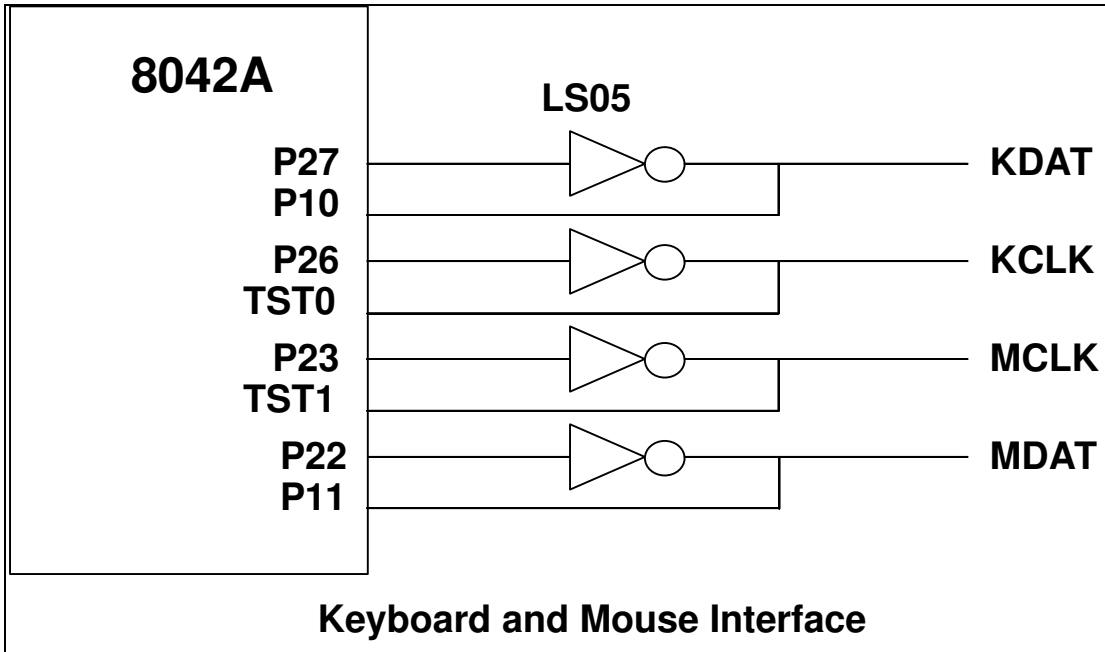 8042A
LS05
P27
KDAT
P10
P26
KCLK
TST0
P23
MCLK
TST1
P22
MDAT
P11
Keyboard and Mouse Interface